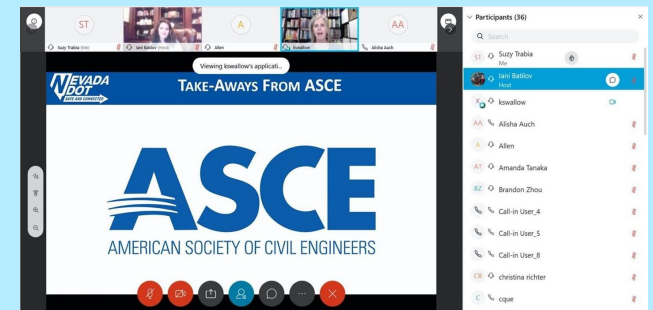 ST
A
AA
Suzy Trabia (Me)
Iani Batilov (Host)
Allen
kswallow
Alisha Auch
Viewing kswallow's applicati...
NEVADA
DOT
SAFE AND CONNECTED
TAKE-AWAYS FROM ASCE
ASCE
AMERICAN SOCIETY OF CIVIL ENGINEERS
Participants (36)
Search
ST Suzy Trabia
Me
Iani Batilov
Host
K kswallow
AA Alisha Auch
A Allen
AT Amanda Tanaka
BZ Brandon Zhou
Call-in User_4
Call-in User_5
Call-in User_8
CR christina richter
C cque